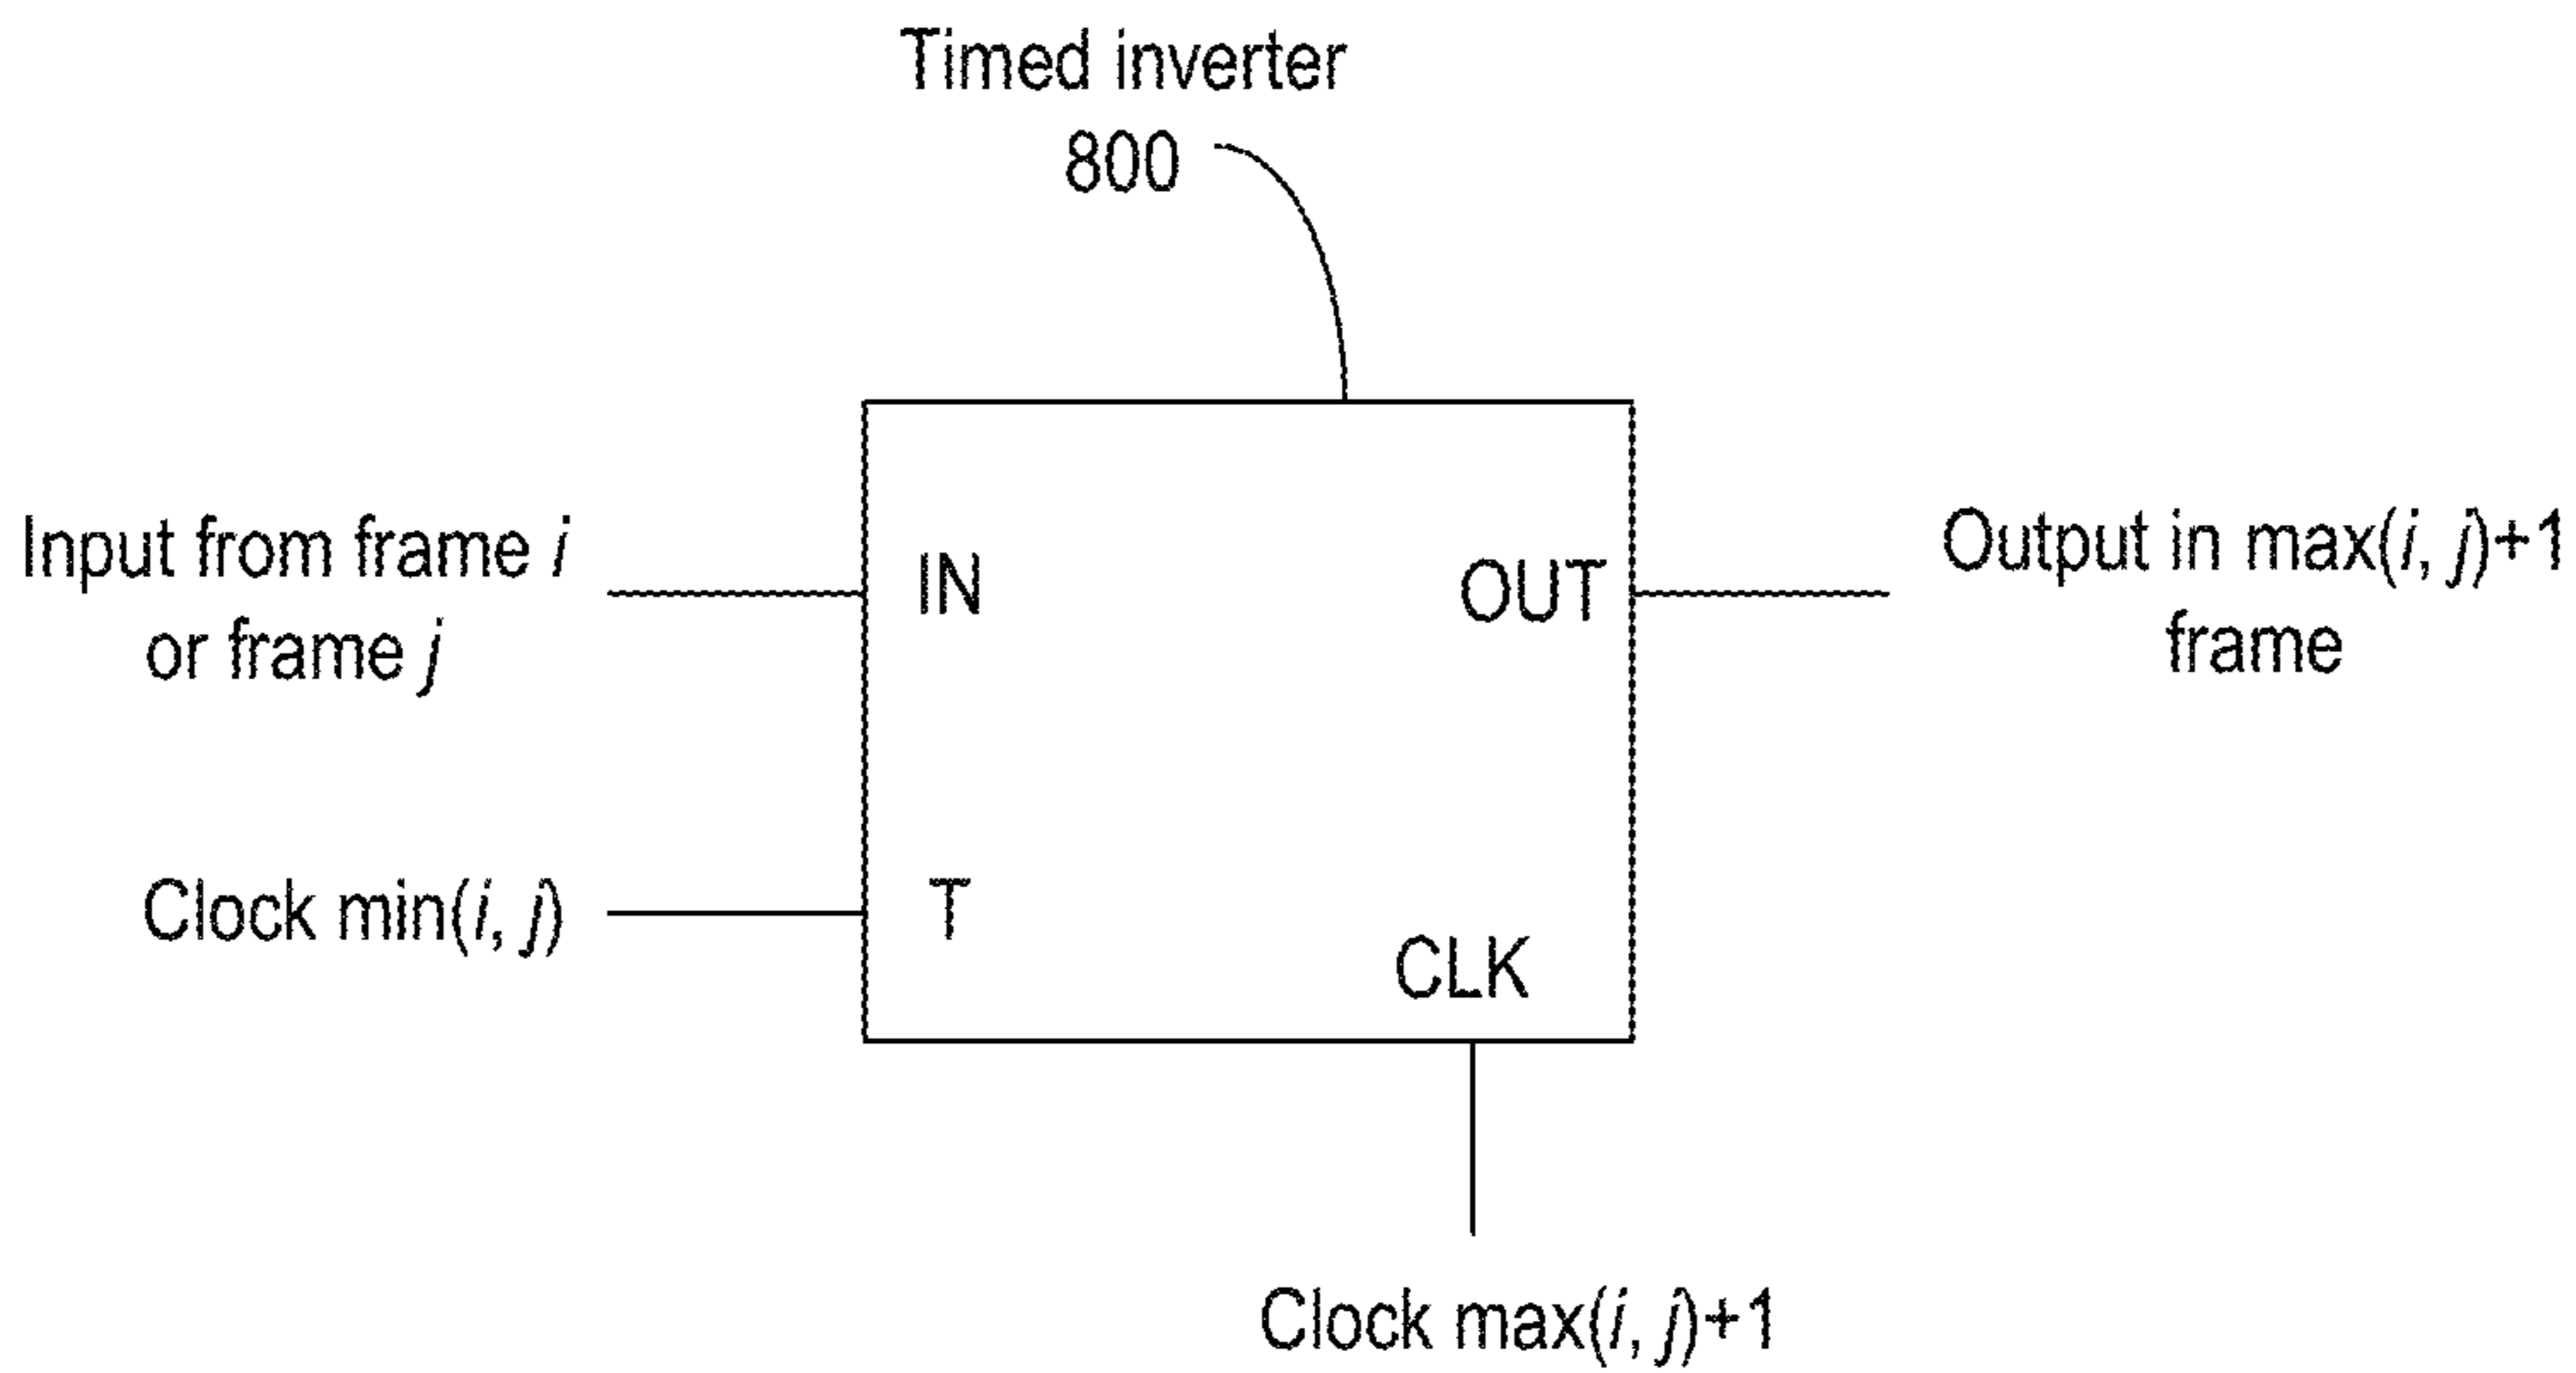 Timed inverter
800
Input from frame i
or frame j
IN
OUT
Output in max(i, j)+1
frame
Clock min(i, j)
T
CLK
Clock max(i, j)+1